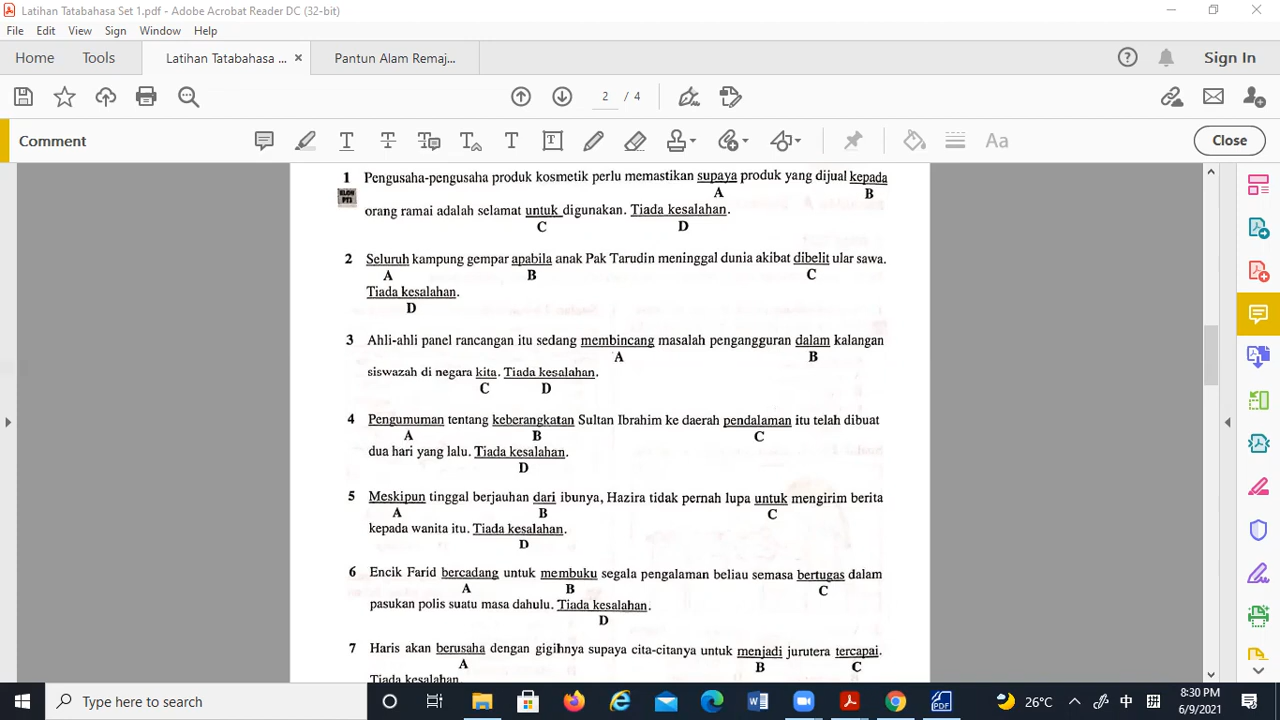 Latihan Tatabahasa Set 1.pdf - Adobe Acrobat Reader DC (32-bit)
File Edit View Sign Window Help
Home Tools Latihan Tatabahasa ... × Pantun Alam Remaj... Sign In
2 / 4
Comment Close
1 Pengusaha-pengusaha produk kosmetik perlu memastikan supaya produk yang dijual kepada
A B
KLON PT3
orang ramai adalah selamat untuk digunakan. Tiada kesalahan.
C D
2 Seluruh kampung gempar apabila anak Pak Tarudin meninggal dunia akibat dibelit ular sawa.
A B C
Tiada kesalahan.
D
3 Ahli-ahli panel rancangan itu sedang membincang masalah pengangguran dalam kalangan
A B
siswazah di negara kita. Tiada kesalahan.
C D
4 Pengumuman tentang keberangkatan Sultan Ibrahim ke daerah pendalaman itu telah dibuat
A B C
dua hari yang lalu. Tiada kesalahan.
D
5 Meskipun tinggal berjauhan dari ibunya, Hazira tidak pernah lupa untuk mengirim berita
A B C
kepada wanita itu. Tiada kesalahan.
D
6 Encik Farid bercadang untuk membuku segala pengalaman beliau semasa bertugas dalam
A B C
pasukan polis suatu masa dahulu. Tiada kesalahan.
D
7 Haris akan berusaha dengan gigihnya supaya cita-citanya untuk menjadi jurutera tercapai.
A B C
Tiada kesalahan
Type here to search 26°C 中 拼 8:30 PM
6/9/2021